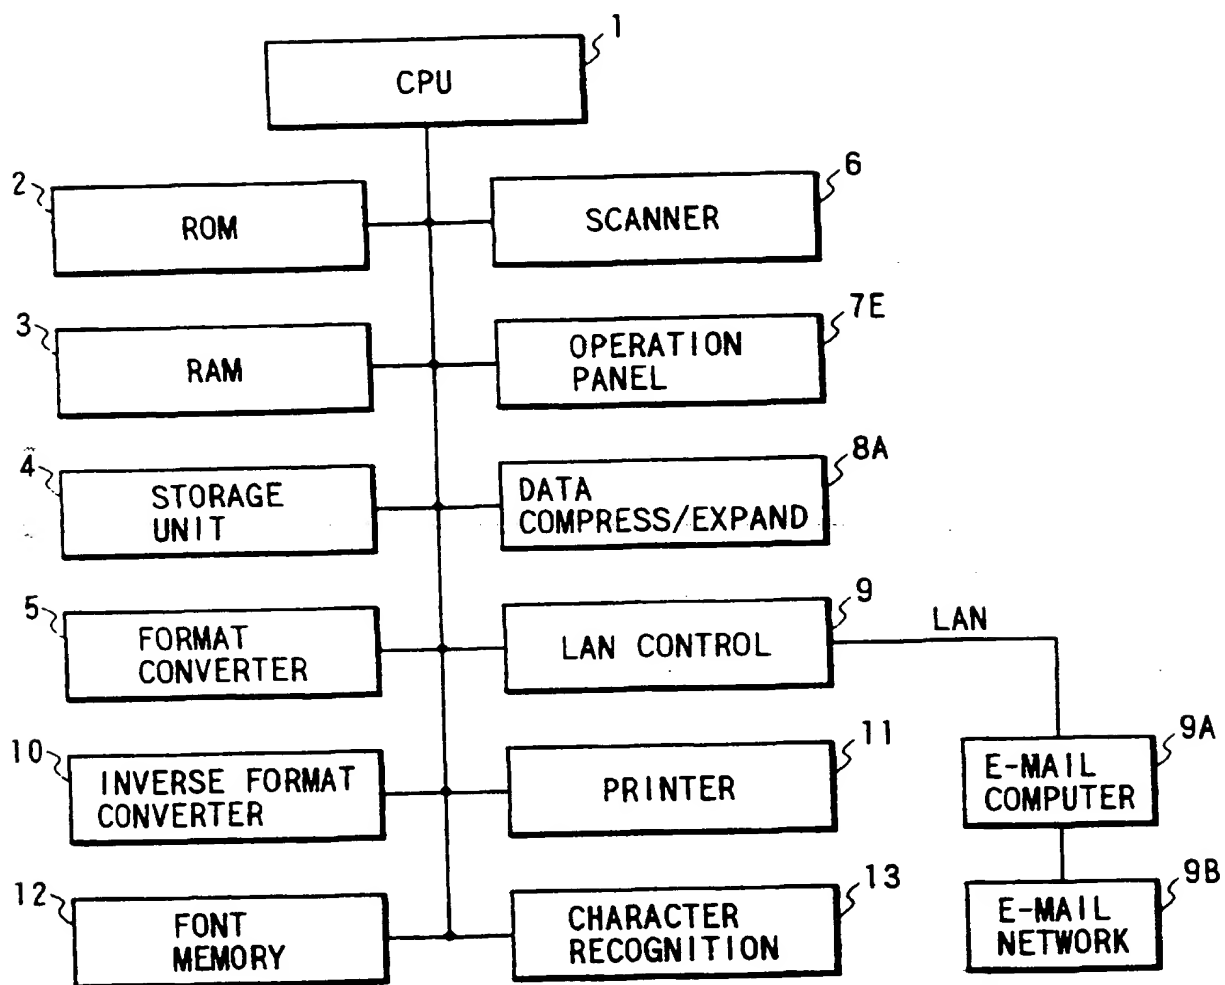 1
CPU
2
ROM
6
SCANNER
3
RAM
7E
OPERATION
PANEL
4
STORAGE
UNIT
8A
DATA
COMPRESS/EXPAND
5
FORMAT
CONVERTER
9
LAN CONTROL
LAN
10
INVERSE FORMAT
CONVERTER
11
PRINTER
9A
E-MAIL
COMPUTER
12
FONT
MEMORY
13
CHARACTER
RECOGNITION
9B
E-MAIL
NETWORK